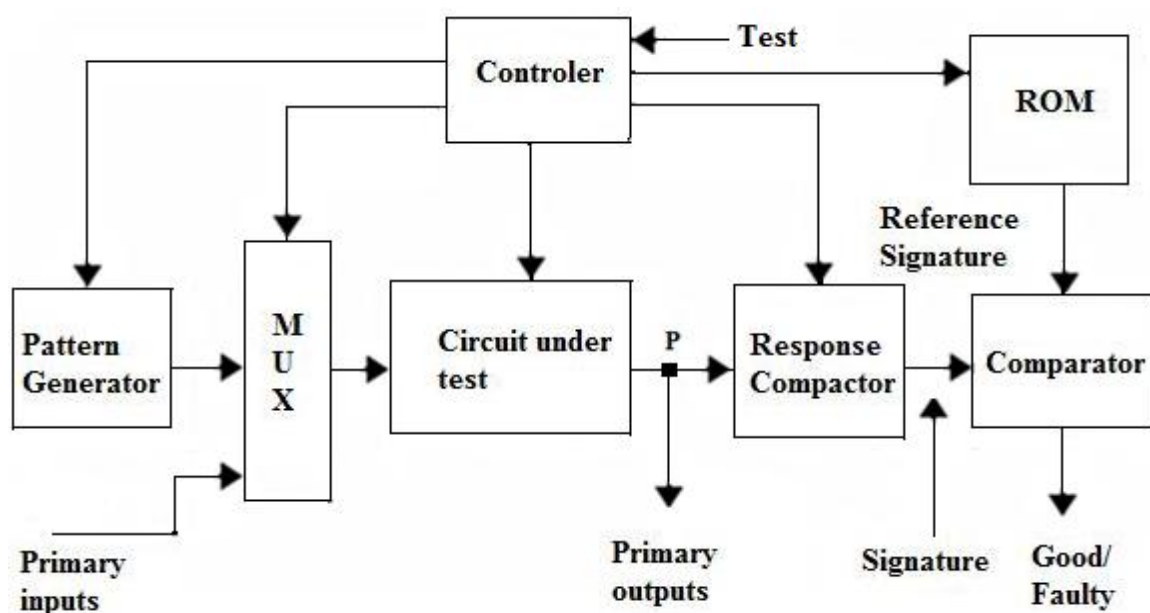 Test
Controler
ROM
Reference
Signature
M
U
X
Pattern
Generator
Circuit under
test
P
Response
Compactor
Comparator
Primary
inputs
Primary
outputs
Signature
Good/
Faulty